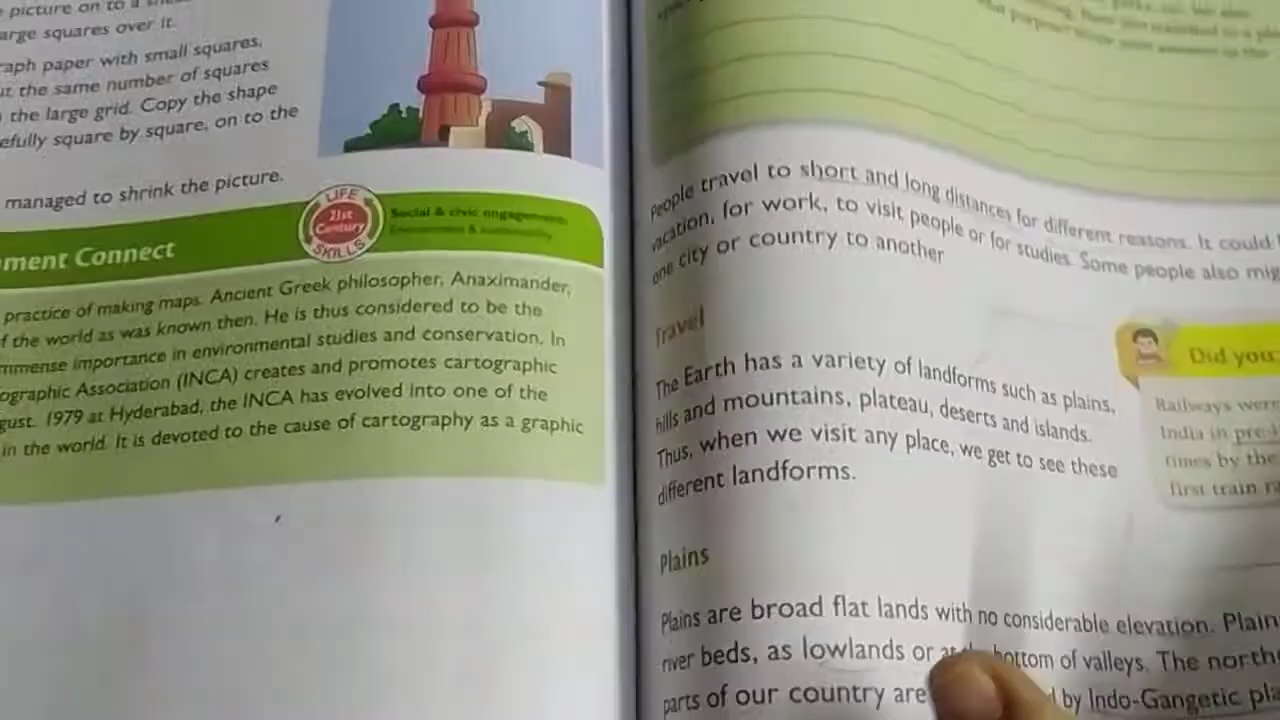 picture on to a
arge squares over it.
raph paper with small squares,
ut the same number of squares
the large grid. Copy the shape
efully square by square, on to the
managed to shrink the picture.
LIFE
21st
Century
SKILLS
Social & civic engagement
Environment & sustainability
ment Connect
practice of making maps. Ancient Greek philosopher, Anaximander,
f the world as was known then. He is thus considered to be the
mmense importance in environmental studies and conservation. In
ographic Association (INCA) creates and promotes cartographic
gust. 1979 at Hyderabad, the INCA has evolved into one of the
in the world. It is devoted to the cause of cartography as a graphic
People travel to short and long distances for different reasons. It could
vacation, for work, to visit people or for studies. Some people also mig
one city or country to another
Travel
The Earth has a variety of landforms such as plains,
hills and mountains, plateau, deserts and islands.
Thus, when we visit any place, we get to see these
different landforms.
Did you
Railways were
India in pre-
times by the
first train ra
Plains
Plains are broad flat lands with no considerable elevation. Plain
river beds, as lowlands or at bottom of valleys. The north
parts of our country are by Indo-Gangetic pla